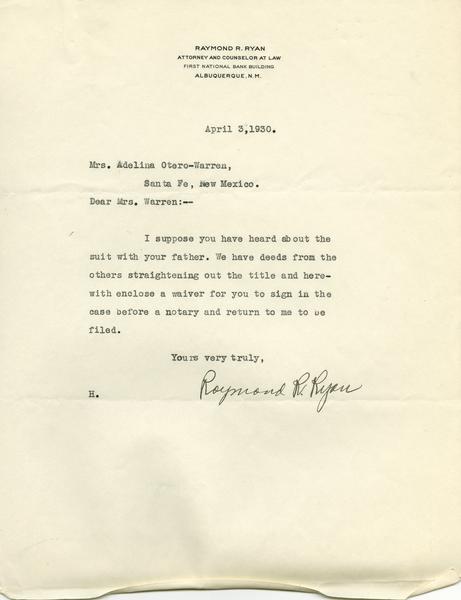 RAYMOND R. RYAN
ATTORNEY AND COUNSELOR AT LAW
FIRST NATIONAL BANK BUILDING
ALBUQUERQUE, N.M.
April 3,1930.
Mrs. Adelina Otero-Warren,
Santa Fe, New Mexico.
Dear Mrs. Warren:--
I suppose you have heard about the
suit with your father. We have deeds from the
others straightening out the title and here-
with enclose a waiver for you to sign in the
case before a notary and return to me to be
filed.
Yours very truly,
Raymond R. Ryan
H.